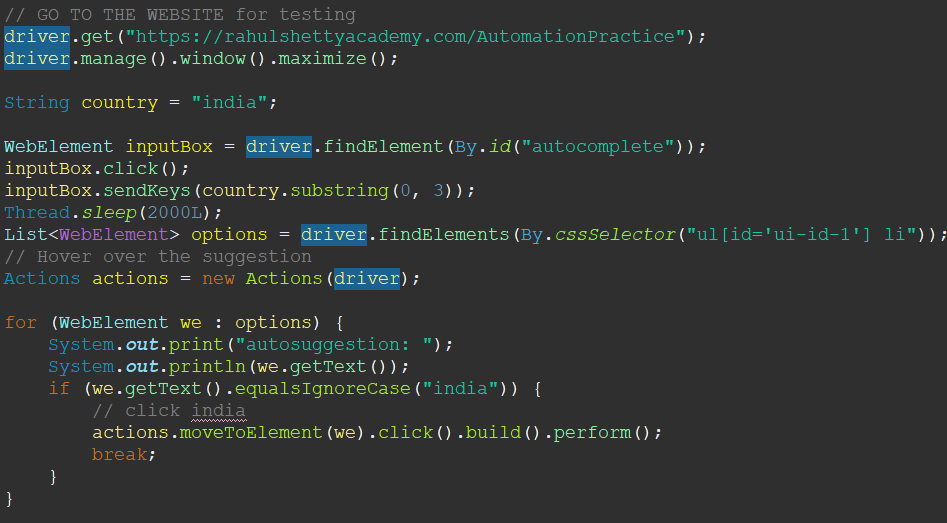 // GO TO THE WEBSITE for testing
driver.get("https://rahulshettyacademy.com/AutomationPractice");
driver.manage().window().maximize();
String country = "india";
WebElement inputBox = driver.findElement(By.id("autocomplete"));
inputBox.click();
inputBox.sendKeys(country.substring(0, 3));
Thread.sleep(2000L);
List<WebElement> options = driver.findElements(By.cssSelector("ul[id='ui-id-1'] li"));
// Hover over the suggestion
Actions actions = new Actions(driver);
for (WebElement we : options) {
    System.out.print("autosuggestion: ");
    System.out.println(we.getText());
    if (we.getText().equalsIgnoreCase("india")) {
        // click india
        actions.moveToElement(we).click().build().perform();
        break;
    }
}